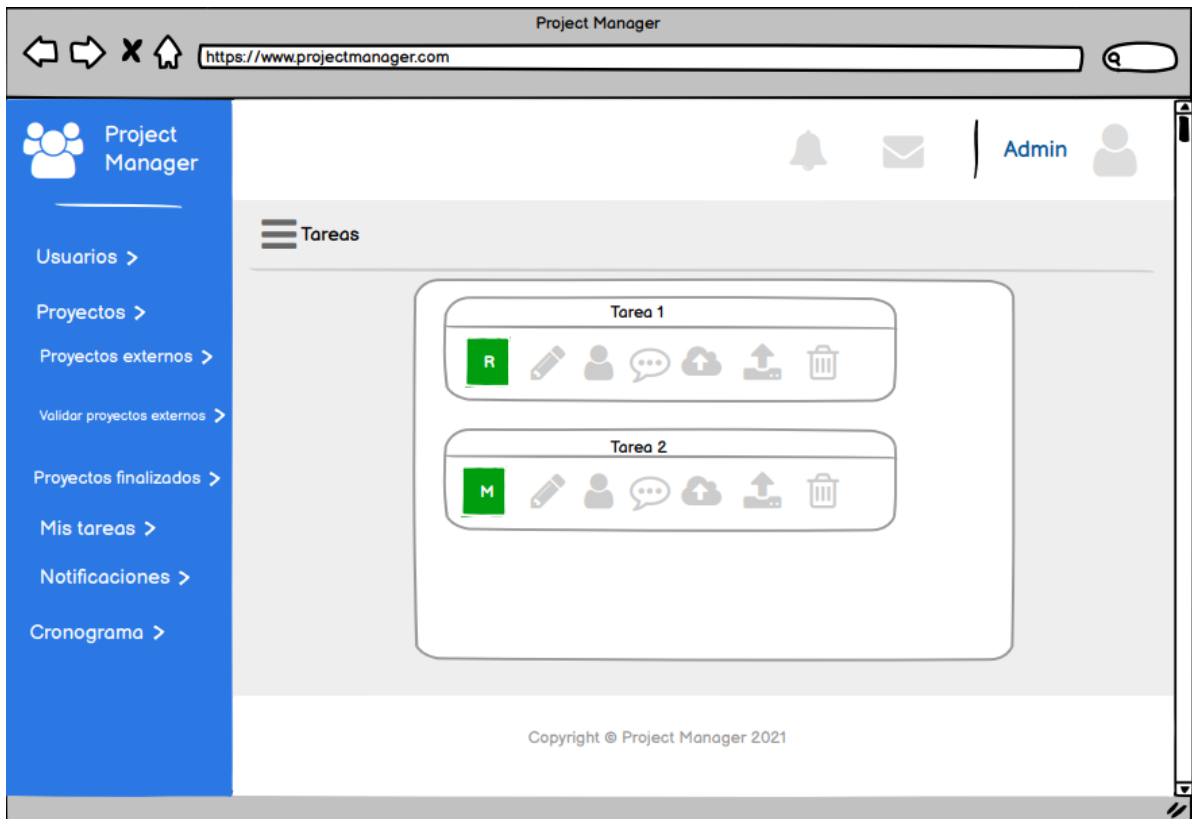 Project Manager
https://www.projectmanager.com
Project
Manager
Admin
Usuarios >
Proyectos >
Proyectos externos >
Validar proyectos externos >
Proyectos finalizados >
Mis tareas >
Notificaciones >
Cronograma >
Tareas
Tarea 1
R
Tarea 2
M
Copyright © Project Manager 2021